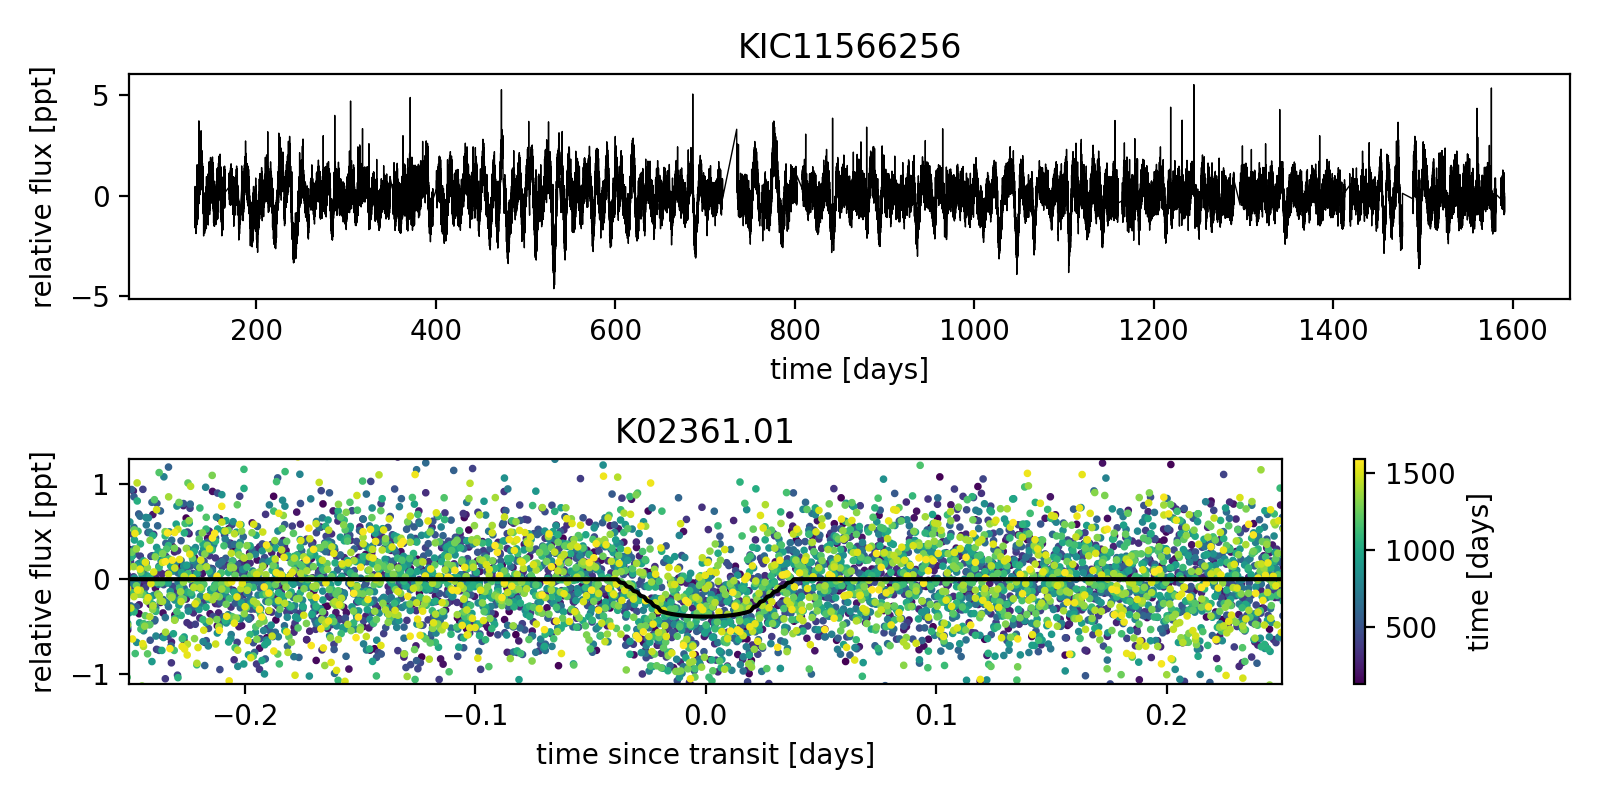 KIC11566256
relative flux [ppt]
5
0
−5
200 400 600 800 1000 1200 1400 1600
time [days]
K02361.01
relative flux [ppt]
1
0
−1
−0.2 −0.1 0.0 0.1 0.2
time since transit [days]
1500
1000
500
time [days]